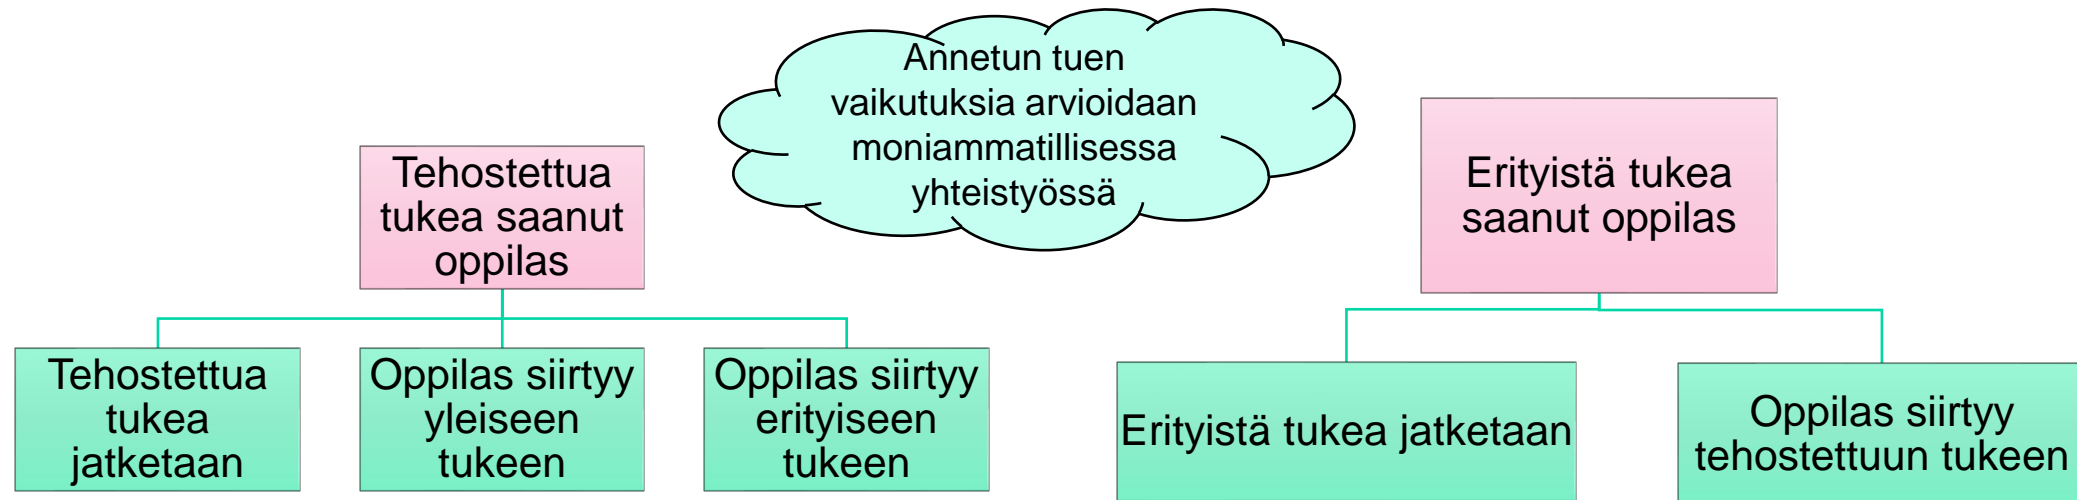 Annetun tuen
vaikutuksia arvioidaan
moniammatillisessa
yhteistyössä
Tehostettua
tukea saanut
oppilas
Erityistä tukea
saanut oppilas
Tehostettua
tukea
jatketaan
Oppilas siirtyy
yleiseen
tukeen
Oppilas siirtyy
erityiseen
tukeen
Erityistä tukea jatketaan
Oppilas siirtyy
tehostettuun tukeen